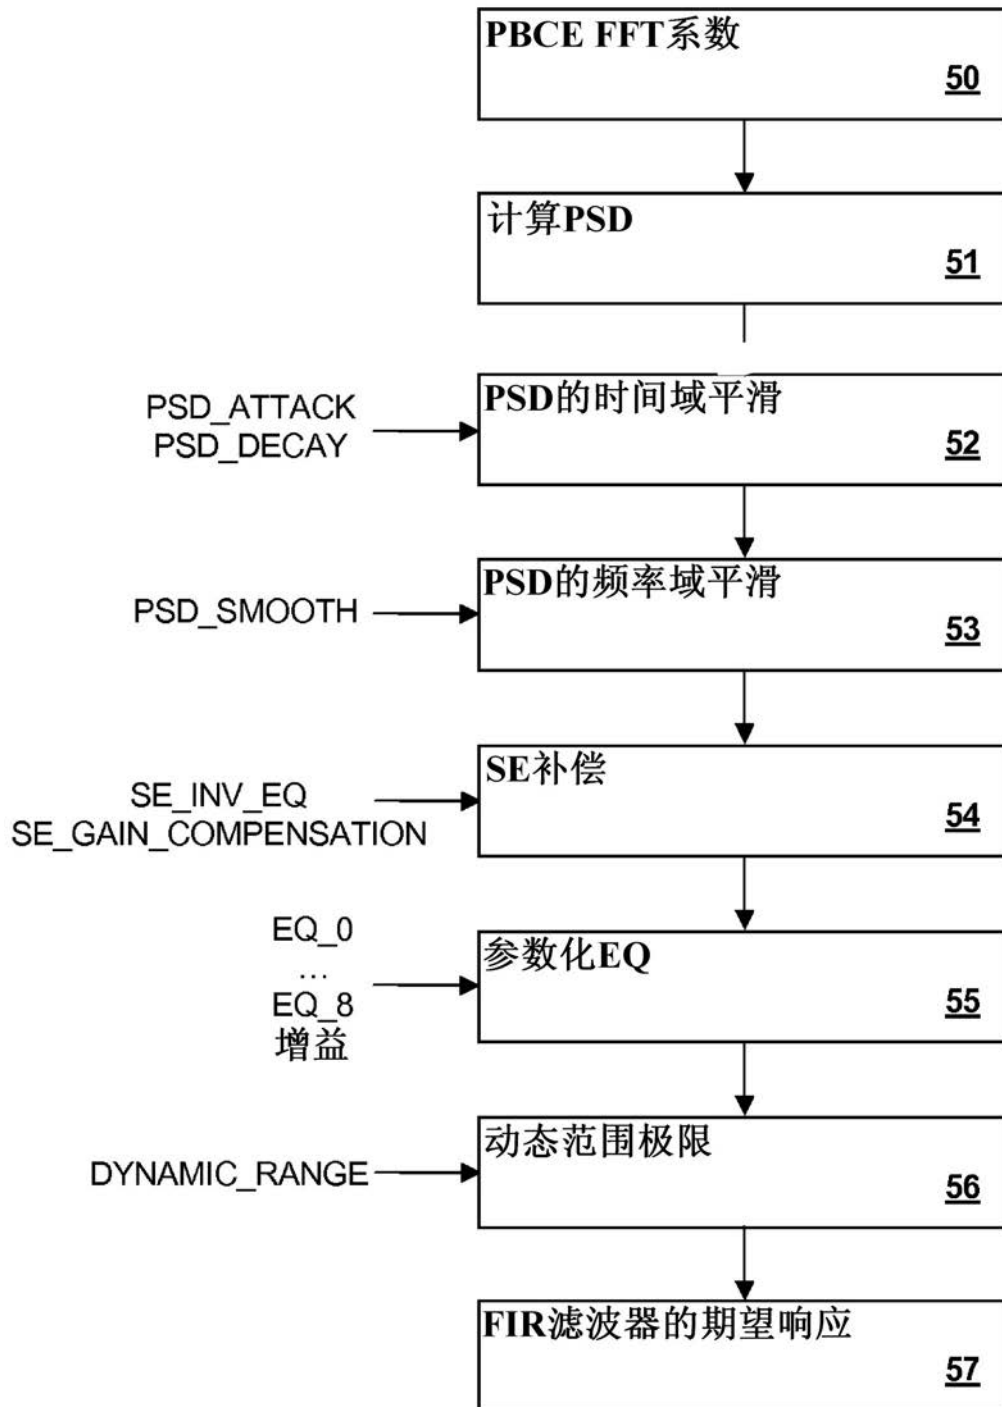 PBCE FFT系数
50
计算PSD
51
PSD_ATTACK
PSD_DECAY
PSD的时间域平滑
52
PSD_SMOOTH
PSD的频率域平滑
53
SE_INV_EQ
SE_GAIN_COMPENSATION
SE补偿
54
EQ_0
...
EQ_8
增益
参数化EQ
55
DYNAMIC_RANGE
动态范围极限
56
FIR滤波器的期望响应
57